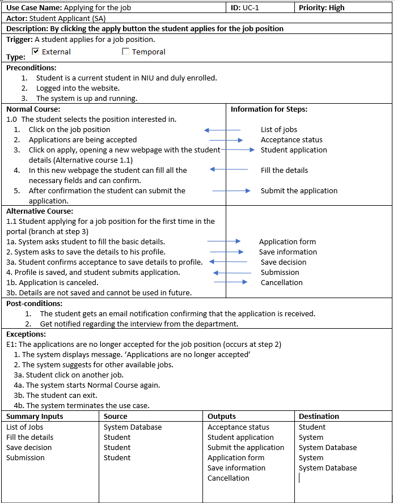 Use Case Name: Applying for the job ID: UC-1 Priority: High
Actor: Student Applicant (SA)
Description: By clicking the apply button the student applies for the job position
Trigger: A student applies for a job position.
External Temporal
Type:
Preconditions:
1. Student is a current student in NIU and duly enrolled.
2. Logged into the website.
3. The system is up and running.
Normal Course: Information for Steps:
1.0 The student selects the position interested in.
1. Click on the job position List of jobs
2. Applications are being accepted Acceptance status
3. Click on apply, opening a new webpage with the student Student application
details (Alternative course 1.1)
4. In this new webpage the student can fill all the Fill the details
necessary fields and can confirm.
5. After confirmation the student can submit the Submit the application
application.
Alternative Course:
1.1 Student applying for a job position for the first time in the
portal (branch at step 3)
1a. System asks student to fill the basic details. Application form
2. System asks to save the details to his profile. Save information
3a. Student confirms acceptance to save details to profile. Save decision
4. Profile is saved, and student submits application. Submission
1b. Application is canceled. Cancellation
3b. Details are not saved and cannot be used in future.
Post-conditions:
1. The student gets an email notification confirming that the application is received.
2. Get notified regarding the interview from the department.
Exceptions:
E1: The applications are no longer accepted for the job position (occurs at step 2)
1. The system displays message. ‘Applications are no longer accepted’
2. The system suggests for other available jobs.
3a. Student click on another job.
4a. The system starts Normal Course again.
3b. The student can exit.
4b. The system terminates the use case.
Summary Inputs Source Outputs Destination
List of Jobs System Database Acceptance status Student
Fill the details Student Student application System
Save decision Student Submit the application System Database
Submission Student Application form System
Save information System Database
Cancellation